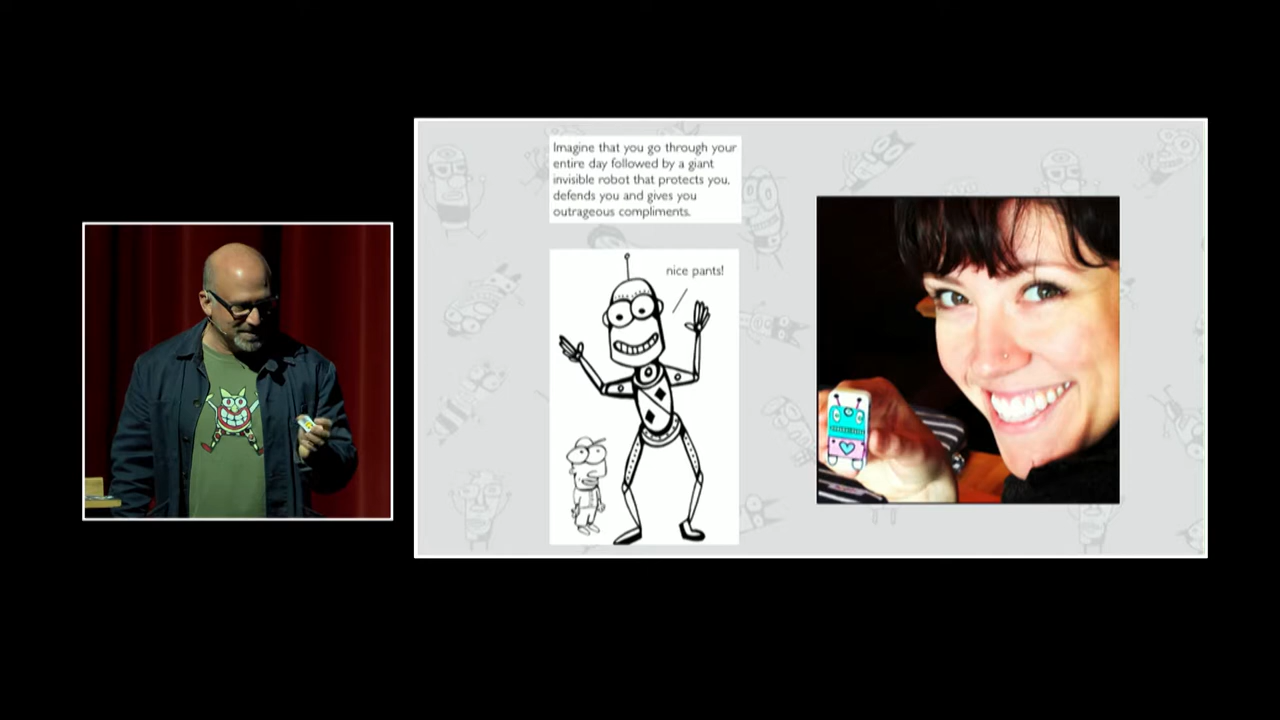 Imagine that you go through your
entire day followed by a giant
invisible robot that protects you,
defends you and gives you
outrageous compliments.
nice pants!